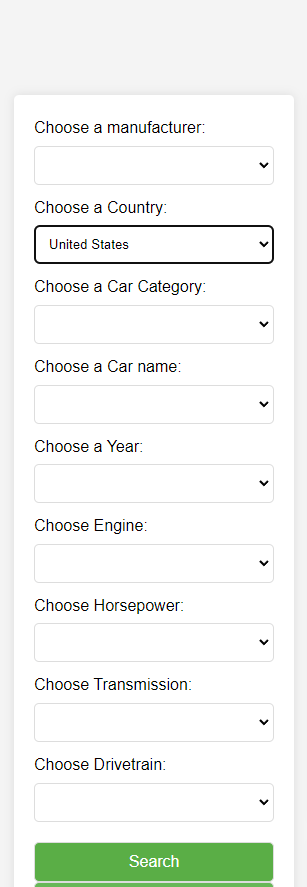 Choose a manufacturer:
Choose a Country:
United States
Choose a Car Category:
Choose a Car name:
Choose a Year:
Choose Engine:
Choose Horsepower:
Choose Transmission:
Choose Drivetrain:
Search